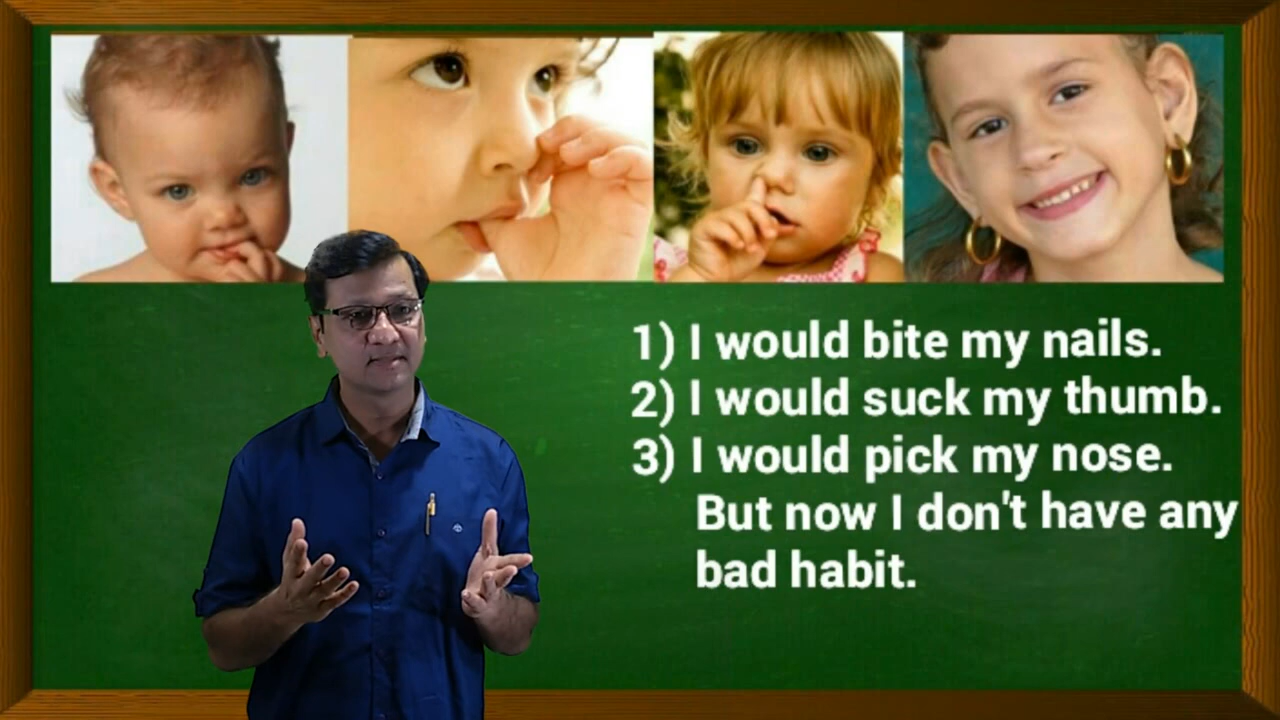 1) I would bite my nails.
2) I would suck my thumb.
3) I would pick my nose.
But now I don't have any
bad habit.